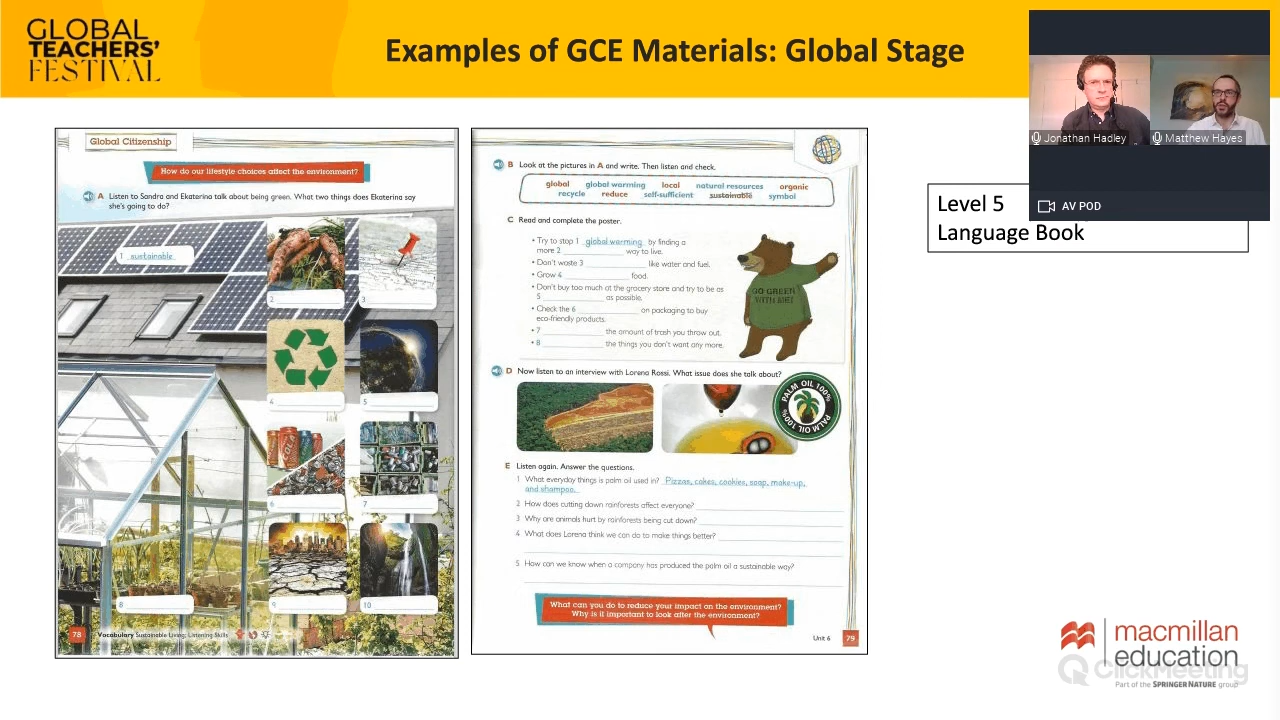 GLOBAL
TEACHERS'
FESTIVAL
Examples of GCE Materials: Global Stage
Jonathan Hadley
Matthew Hayes
AV POD
Level 5
Language Book
Global Citizenship
How do our lifestyle choices affect the environment?
A Listen to Sandra and Ekaterina talk about being green. What two things does Ekaterina say
she's going to do?
1 sustainable
2
3
4
5
COLA
6
7
8
9
10
78 Vocabulary Sustainable Living; Listening Skills
B Look at the pictures in A and write. Then listen and check.
global global warming local natural resources organic
recycle reduce self-sufficient sustainable symbol
C Read and complete the poster.
• Try to stop 1 global warming by finding a
more 2 way to live.
• Don't waste 3 like water and fuel.
• Grow 4 food.
• Don't buy too much at the grocery store and try to be as
5 as possible.
• Check the 6 on packaging to buy
eco-friendly products.
• 7 the amount of trash you throw out.
• 8 the things you don't want any more.
GO GREEN
WITH ME!
D Now listen to an interview with Lorena Rossi. What issue does she talk about?
PALM OIL 100%
PALM OIL 100%
E Listen again. Answer the questions.
1 What everyday things is palm oil used in? Pizzas, cakes, cookies, soap, make-up,
and shampoo.
2 How does cutting down rainforests affect everyone?
3 Why are animals hurt by rainforests being cut down?
4 What does Lorena think we can do to make things better?
5 How can we know when a company has produced the palm oil a sustainable way?
What can you do to reduce your impact on the environment?
Why is it important to look after the environment?
Unit 6 79
macmillan
education
ClickMeeting
Part of the SPRINGER NATURE group